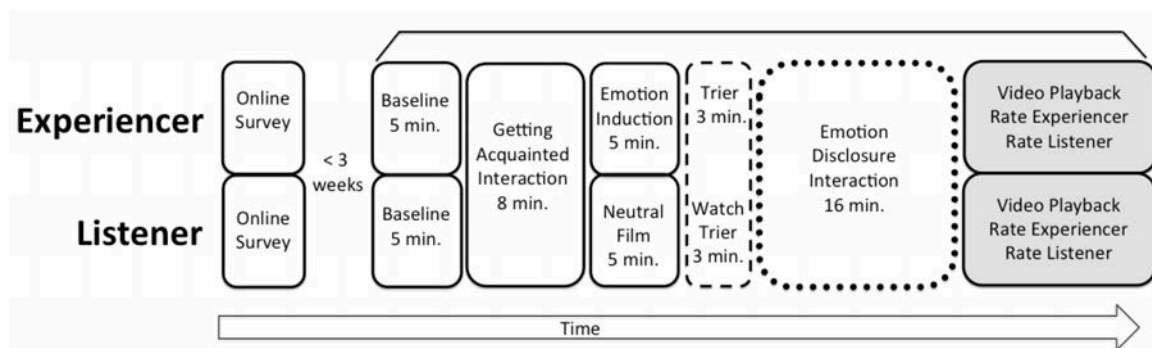 Experiencer
Online
Survey
< 3
weeks
Baseline
5 min.
Getting
Acquainted
Interaction
8 min.
Emotion
Induction
5 min.
Trier
3 min.
Emotion
Disclosure
Interaction
16 min.
Video Playback
Rate Experiencer
Rate Listener
Listener
Online
Survey
Baseline
5 min.
Neutral
Film
5 min.
Watch
Trier
3 min.
Video Playback
Rate Experiencer
Rate Listener
Time